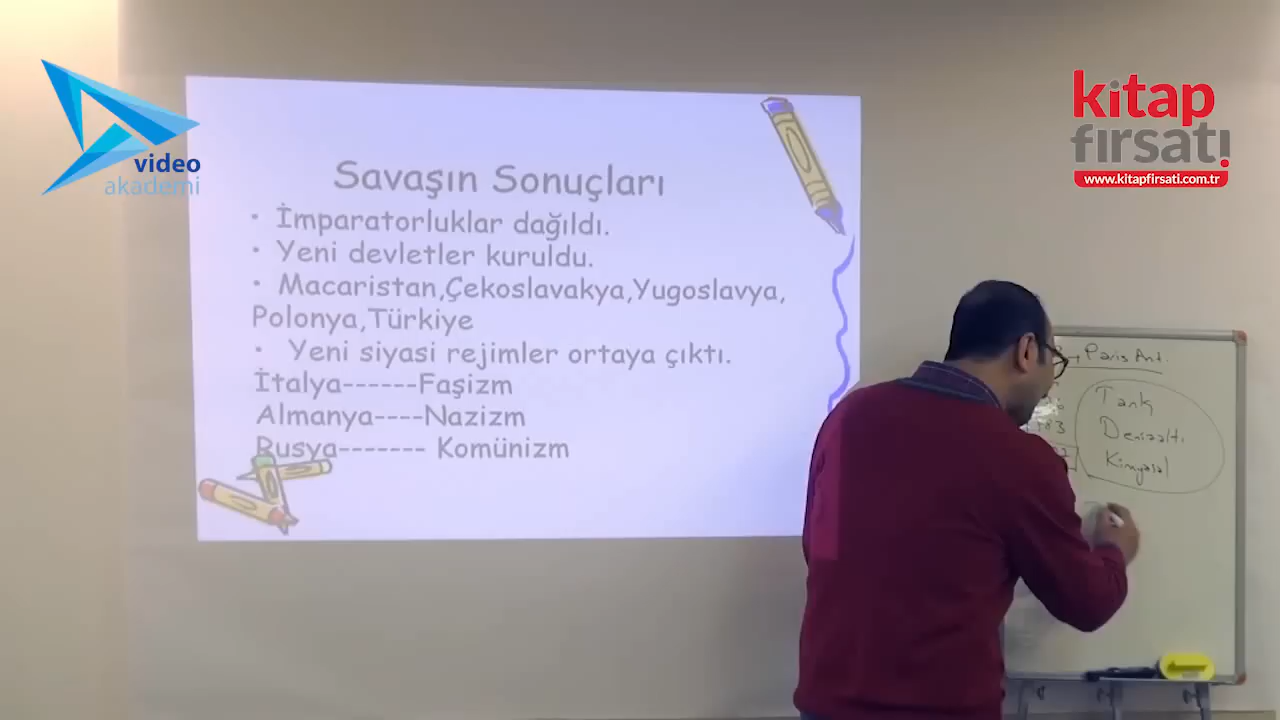 video
akademi
kitap
fırsatı
www.kitapfirsati.com.tr
Savaşın Sonuçları
• İmparatorluklar dağıldı.
• Yeni devletler kuruldu.
• Macaristan,Çekoslavakya,Yugoslavya,
Polonya,Türkiye
• Yeni siyasi rejimler ortaya çıktı.
İtalya------Faşizm
Almanya----Nazizm
Rusya------- Komünizm
Paris Ant.
Tank
Denizaltı
Kimyasal